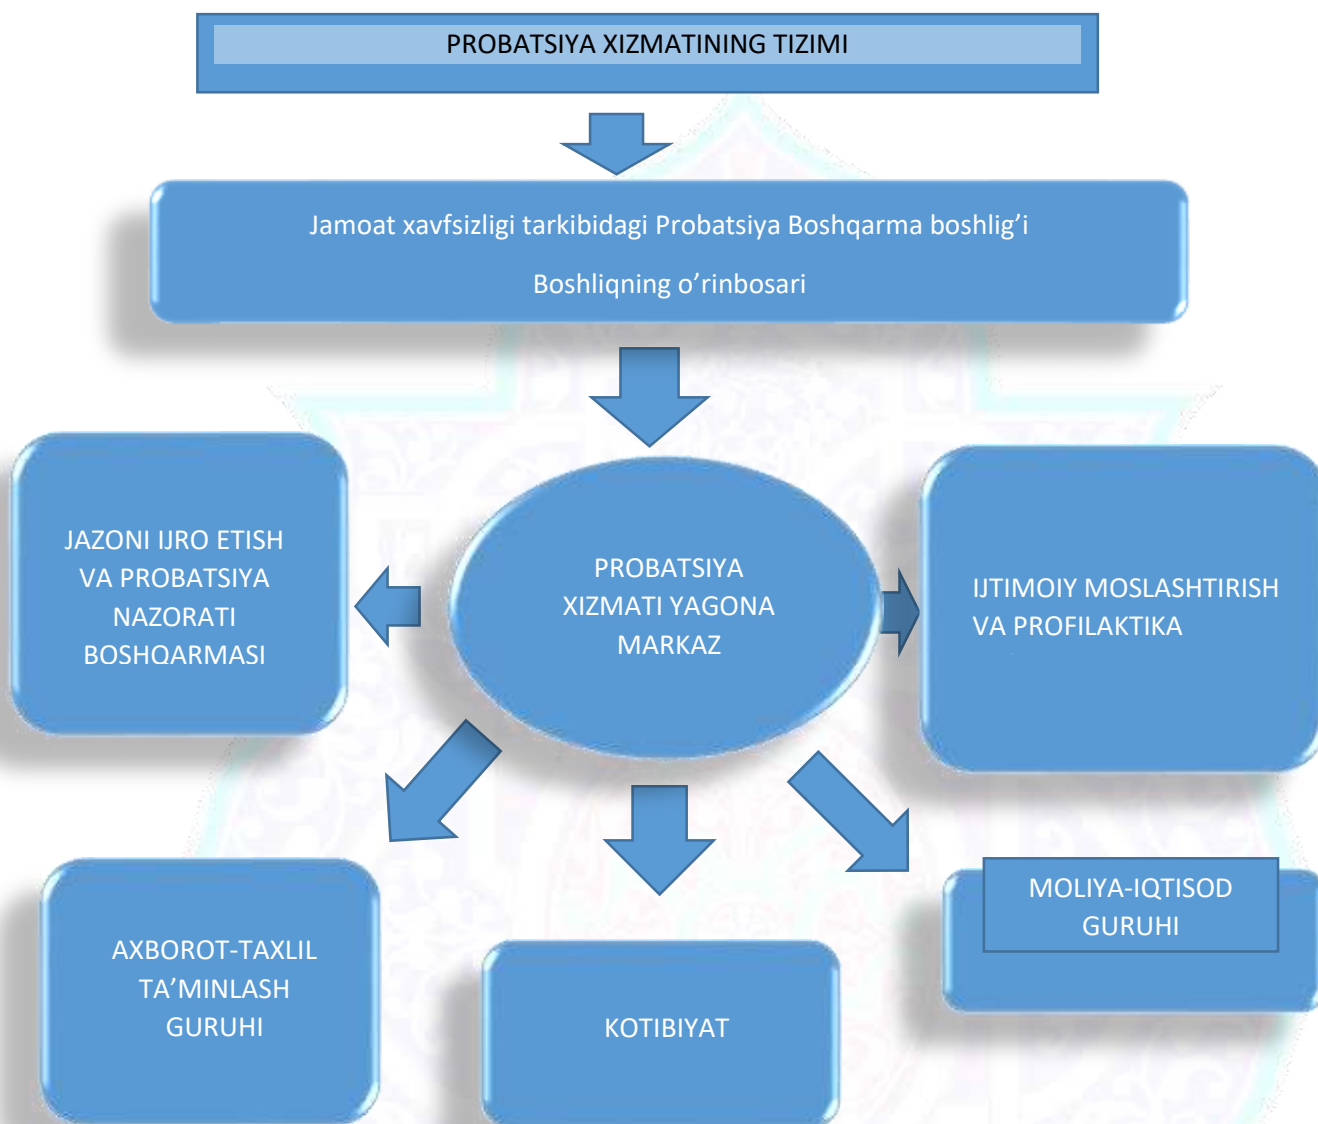 PROBATSIYA XIZMATINING TIZIMI
Jamoat xavfsizligi tarkibidagi Probatsiya Boshqarma boshlig’i
Boshliqning o’rinbosari
JAZONI IJRO ETISH
VA PROBATSIYA
NAZORATI
BOSHQARMASI
PROBATSIYA
XIZMATI YAGONA
MARKAZ
IJTIMOIY MOSLASHTIRISH
VA PROFILAKTIKA
AXBOROT-TAXLIL
TA’MINLASH
GURUHI
KOTIBIYAT
MOLIYA-IQTISOD
GURUHI